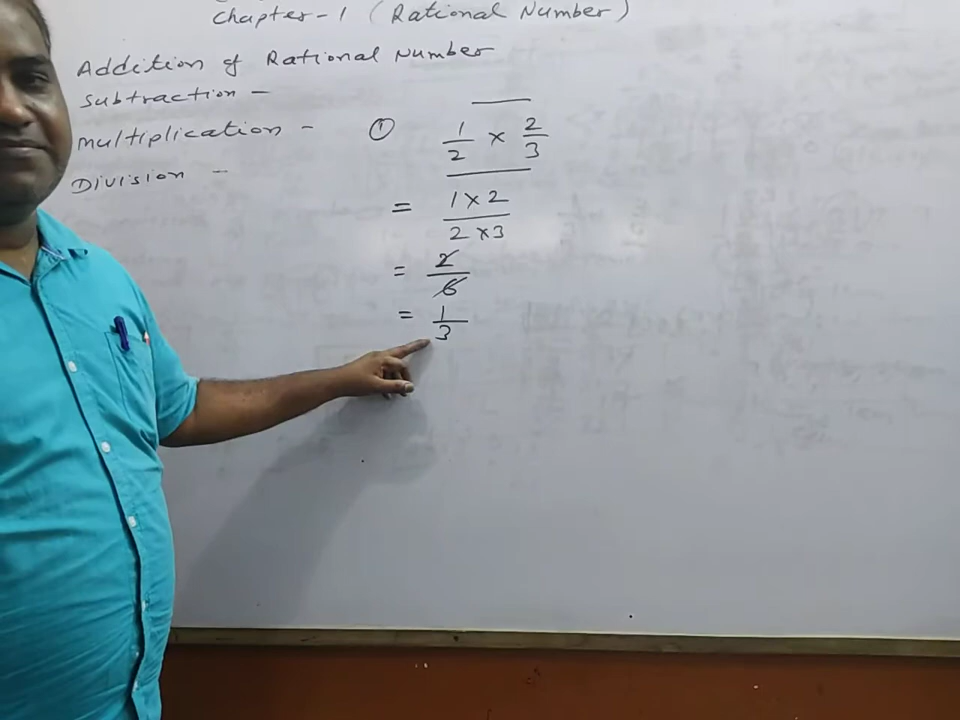 Chapter - 1 ( Rational Number )
Addition of Rational Number
Subtraction -
Multiplication -
Division -
① 1/2 × 2/3
= 1 × 2 / 2 × 3
= 2/6
= 1/3